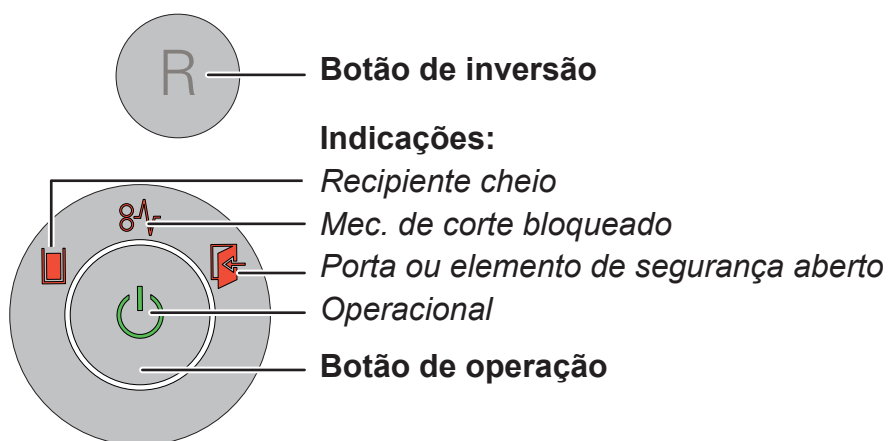 R
Botão de inversão
Indicações:
Recipiente cheio
Mec. de corte bloqueado
Porta ou elemento de segurança aberto
Operacional
Botão de operação